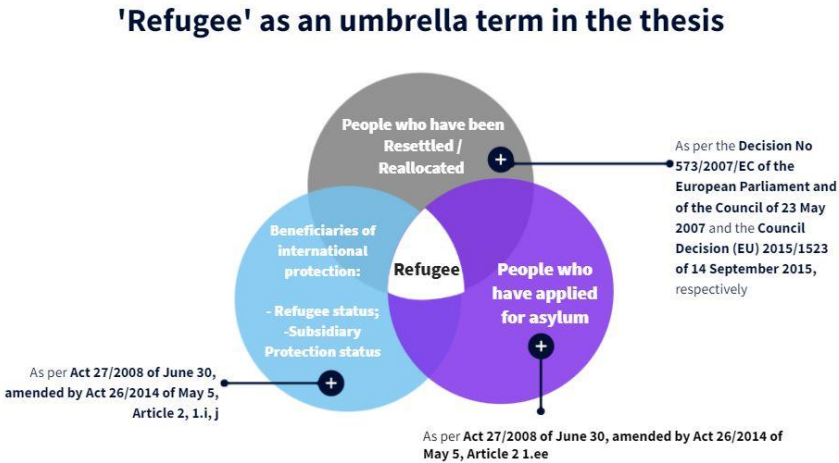 'Refugee' as an umbrella term in the thesis
People who have been
Resettled /
Reallocated
+
As per the Decision No
573/2007/EC of the
European Parliament and
of the Council of 23 May
2007 and the Council
Decision (EU) 2015/1523
of 14 September 2015,
respectively
Beneficiaries of
international
protection:
- Refugee status;
-Subsidiary
Protection status
+
Refugee
People who
have applied
for asylum
+
As per Act 27/2008 of June 30,
amended by Act 26/2014 of May 5,
Article 2, 1.i, j
As per Act 27/2008 of June 30, amended by Act 26/2014 of
May 5, Article 2 1.ee